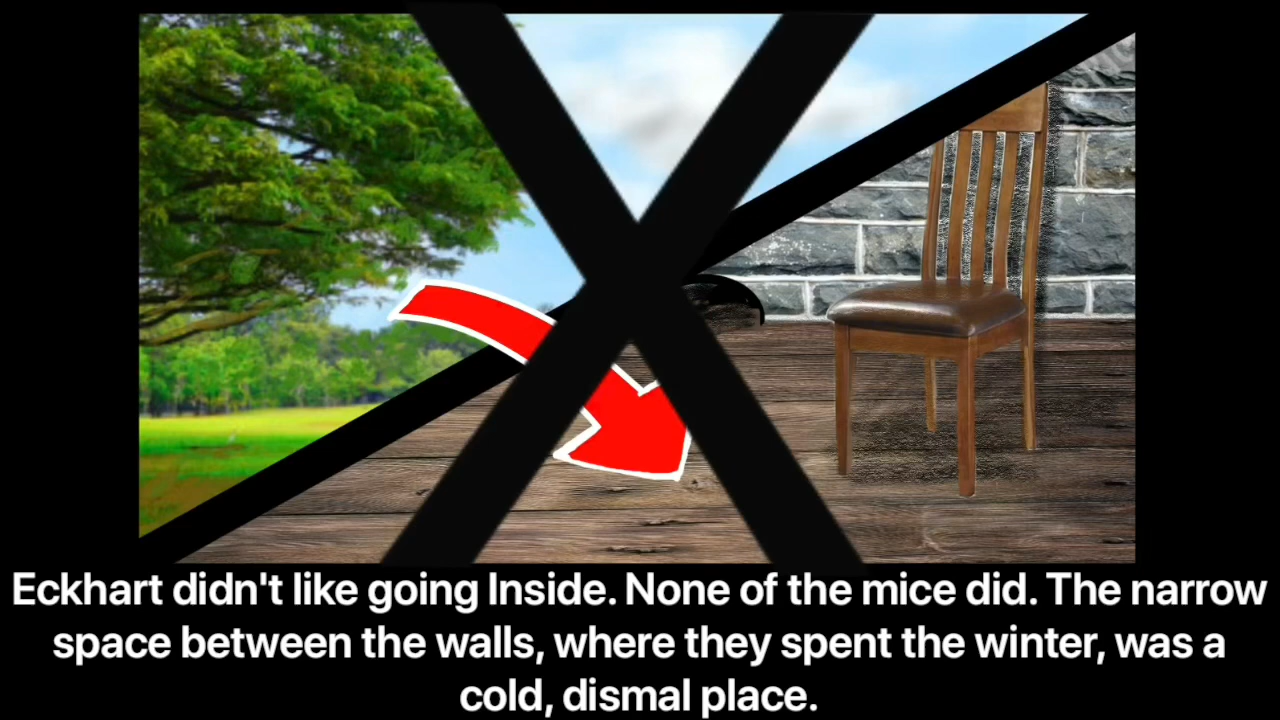 Eckhart didn't like going Inside. None of the mice did. The narrow
space between the walls, where they spent the winter, was a
cold, dismal place.